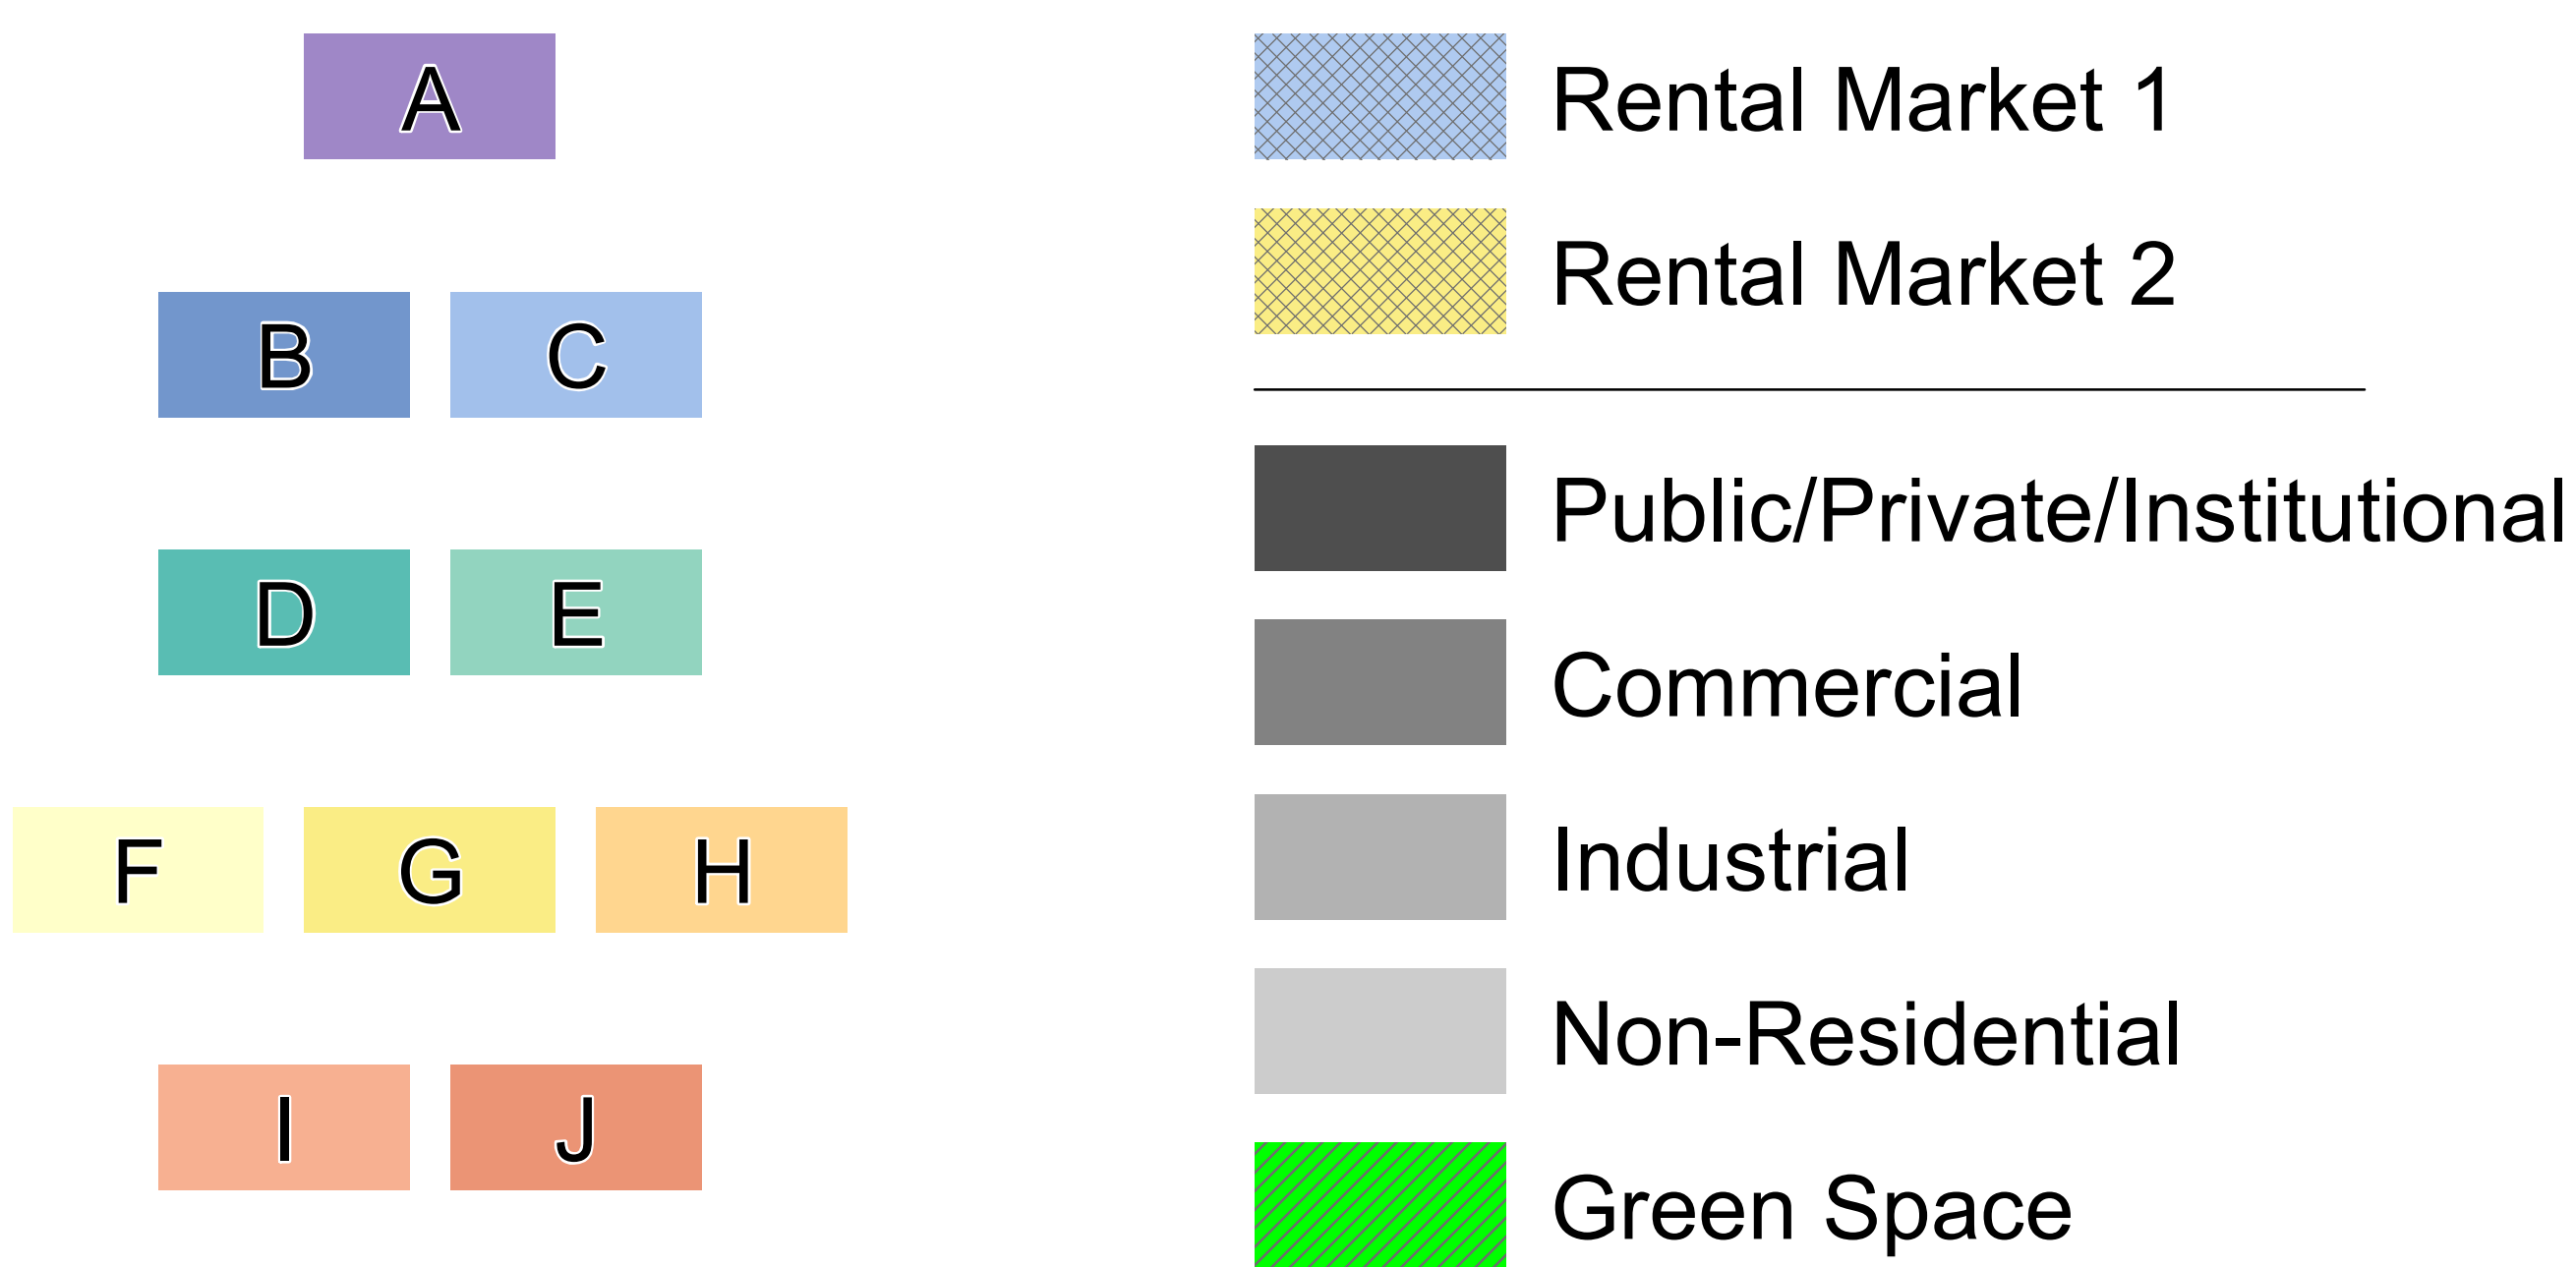 A
B C
D E
F G H
I J
Rental Market 1
Rental Market 2
Public/Private/Institutional
Commercial
Industrial
Non-Residential
Green Space